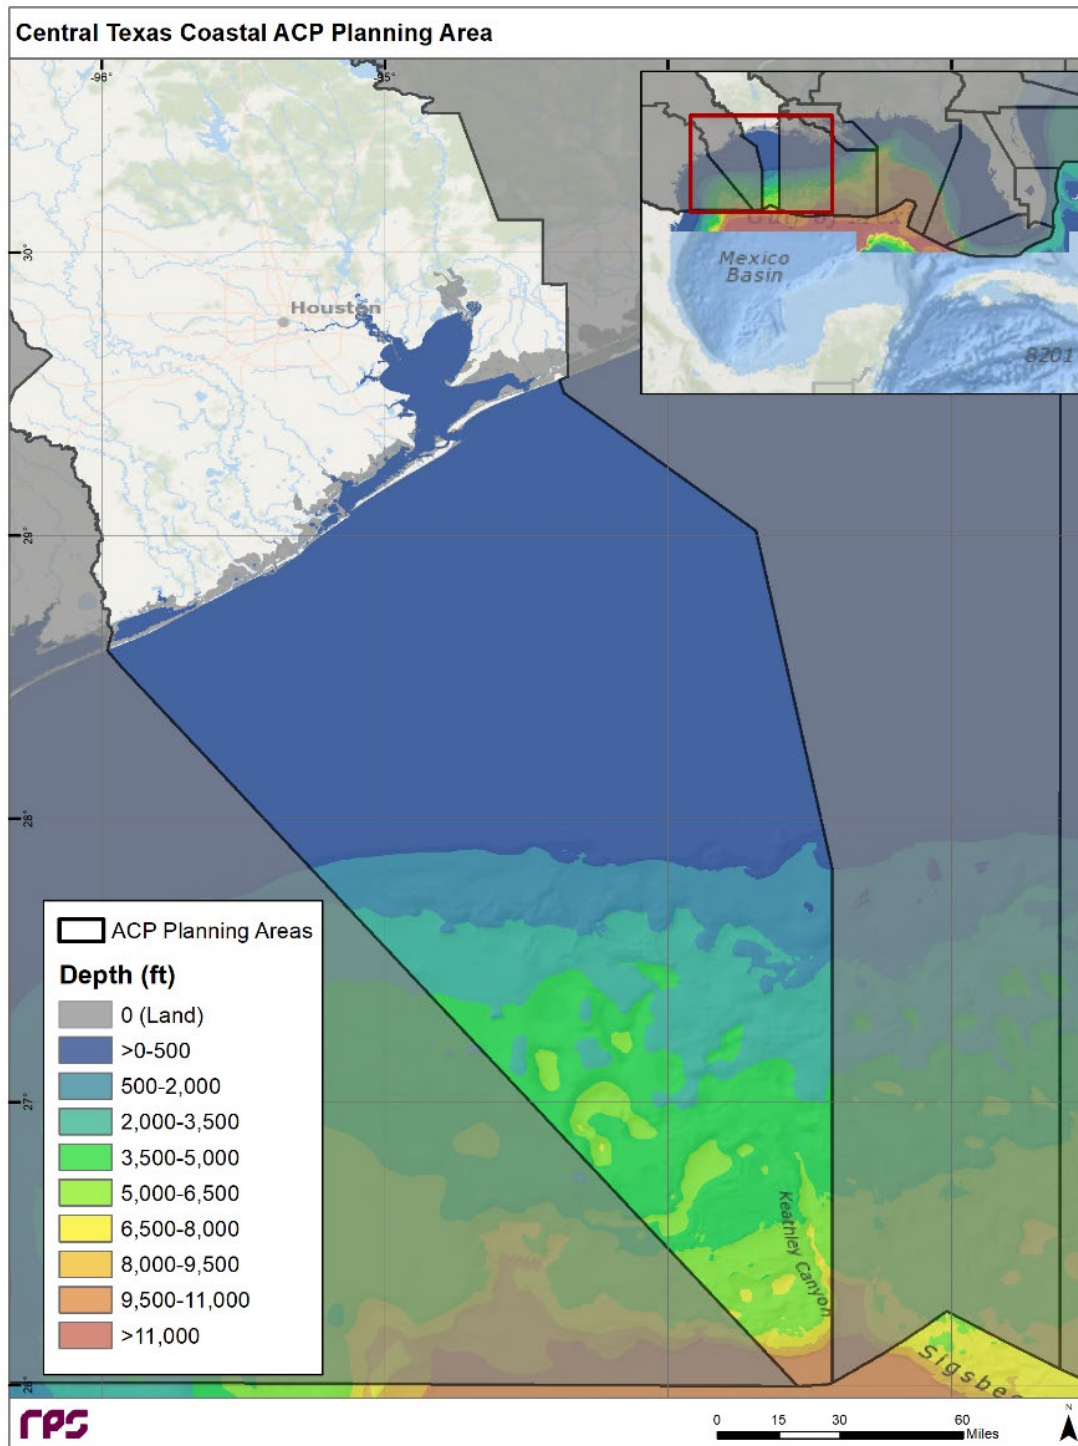 Central Texas Coastal ACP Planning Area
-96°
-95°
Mexico
Basin
8201
30°
Houston
29°
28°
27°
26°
ACP Planning Areas
Depth (ft)
0 (Land)
>0-500
500-2,000
2,000-3,500
3,500-5,000
5,000-6,500
6,500-8,000
8,000-9,500
9,500-11,000
>11,000
Keathley Canyon
Sigsbee
rps
0 15 30 60
Miles
N